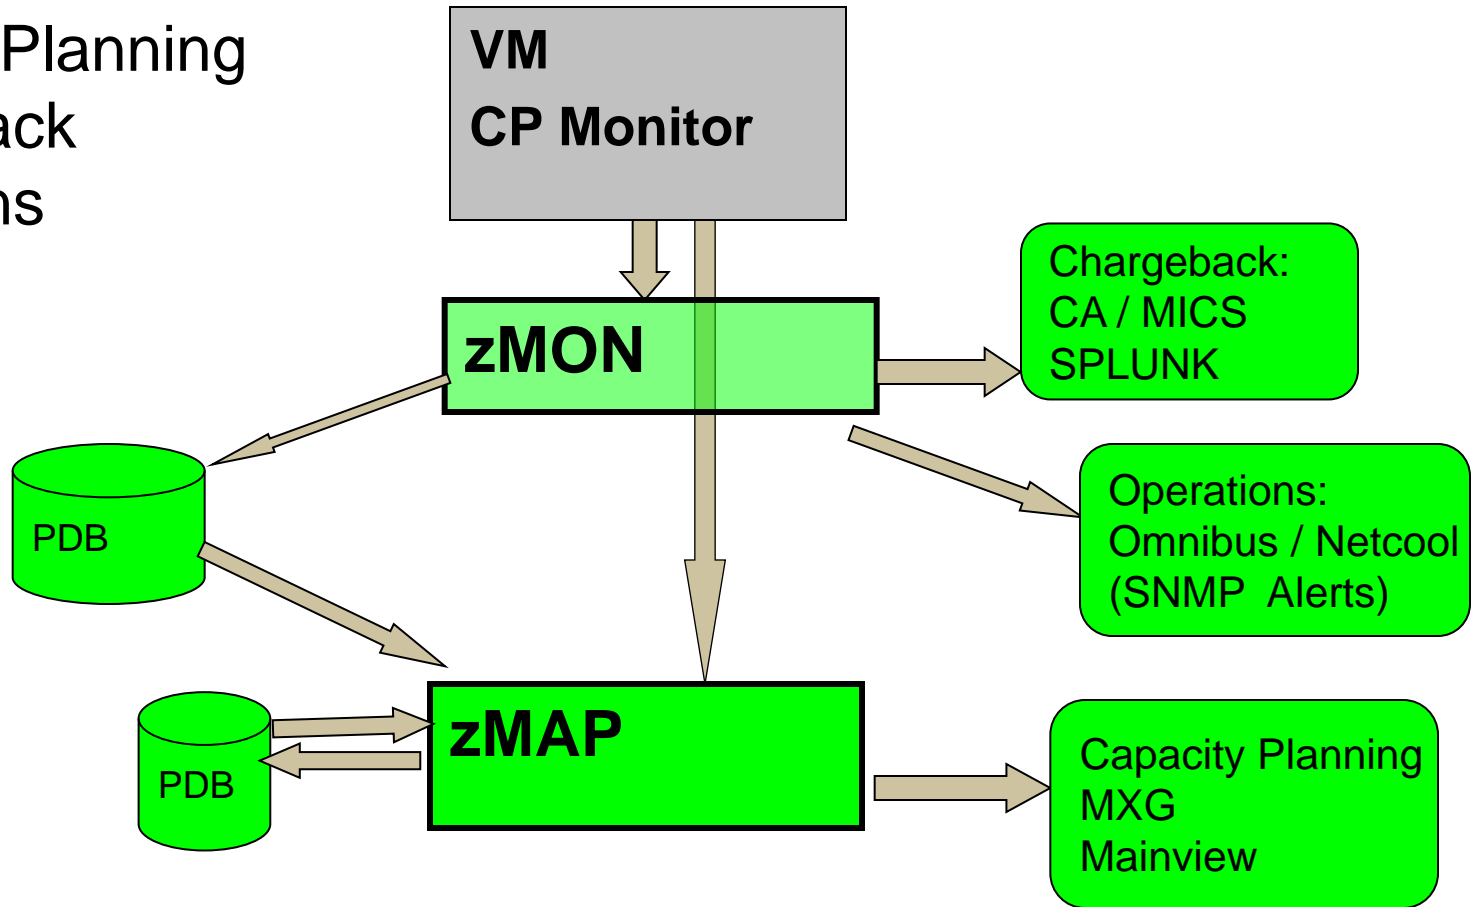 Planning
ack
ns
VM
CP Monitor
zMON
Chargeback:
CA / MICS
SPLUNK
PDB
Operations:
Omnibus / Netcool
(SNMP Alerts)
zMAP
PDB
Capacity Planning
MXG
Mainview